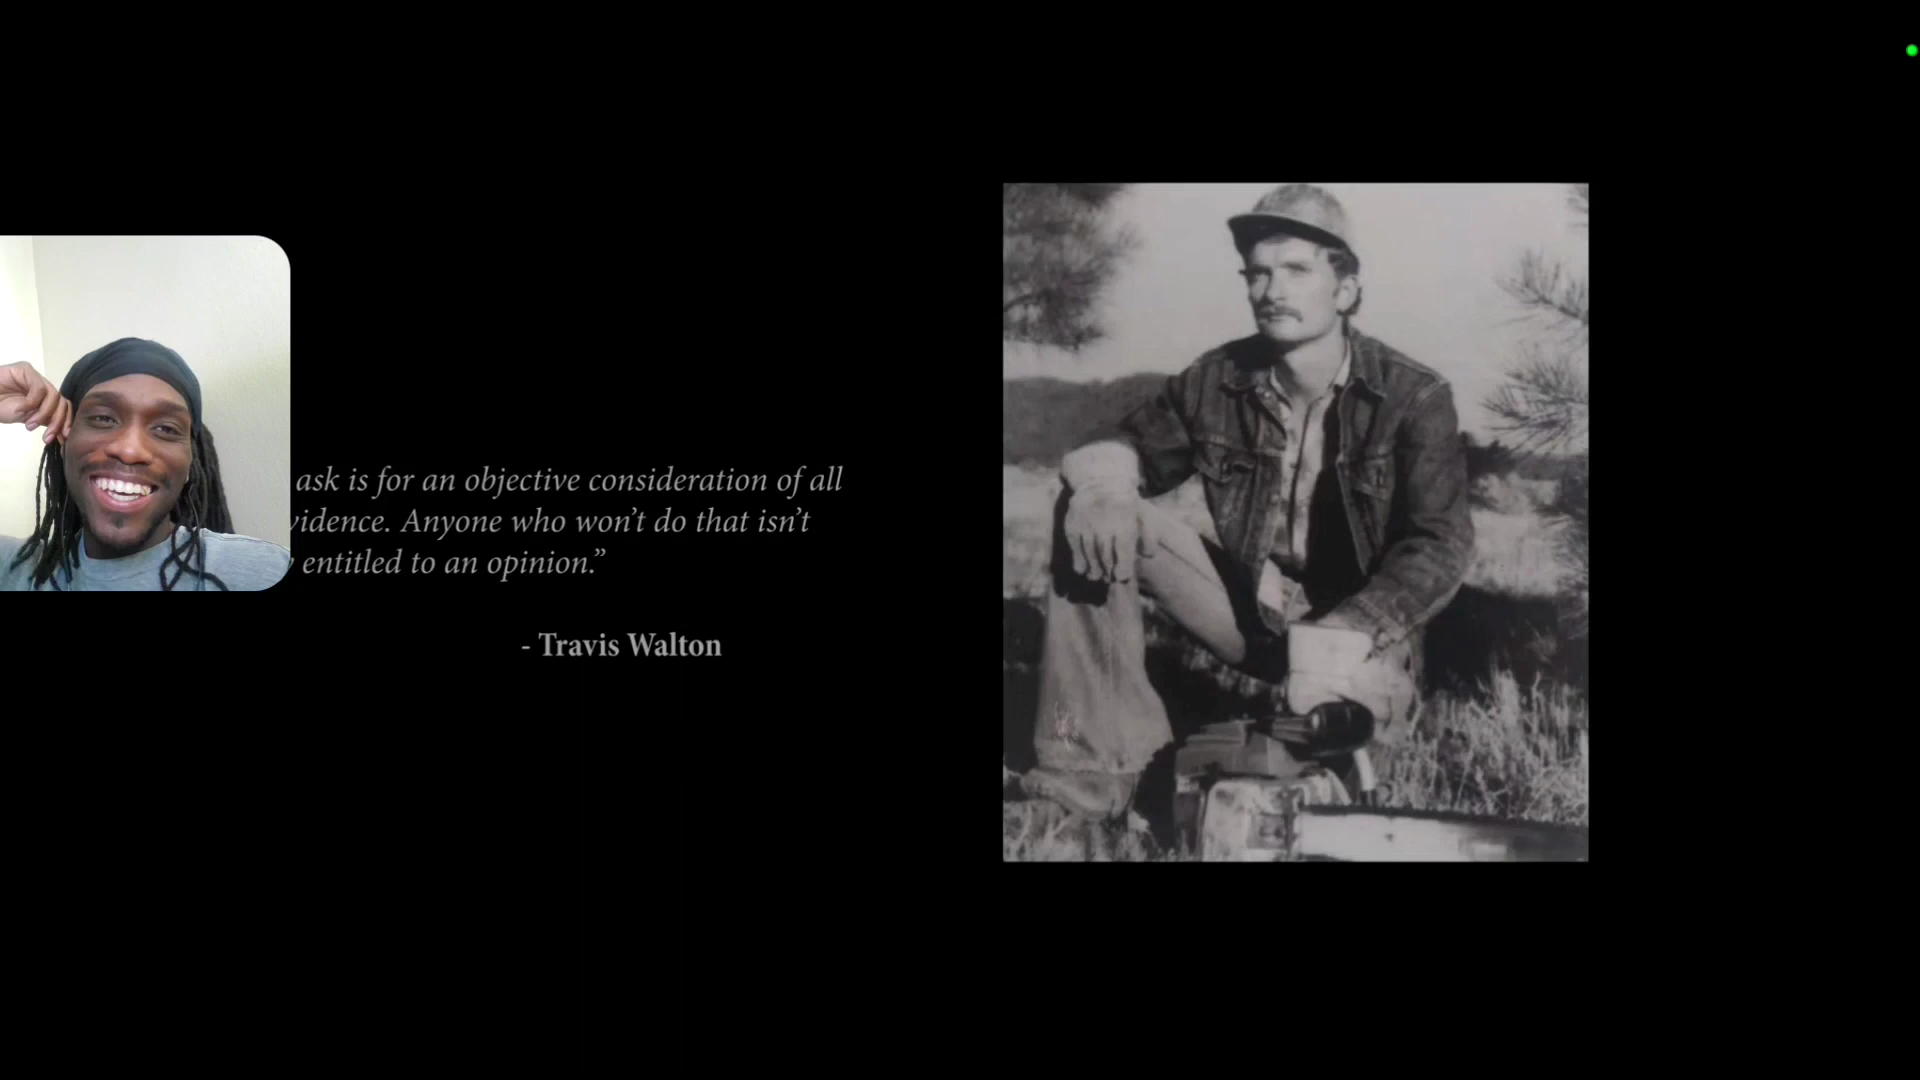 ask is for an objective consideration of all
vidence. Anyone who won’t do that isn’t
entitled to an opinion.”
- Travis Walton